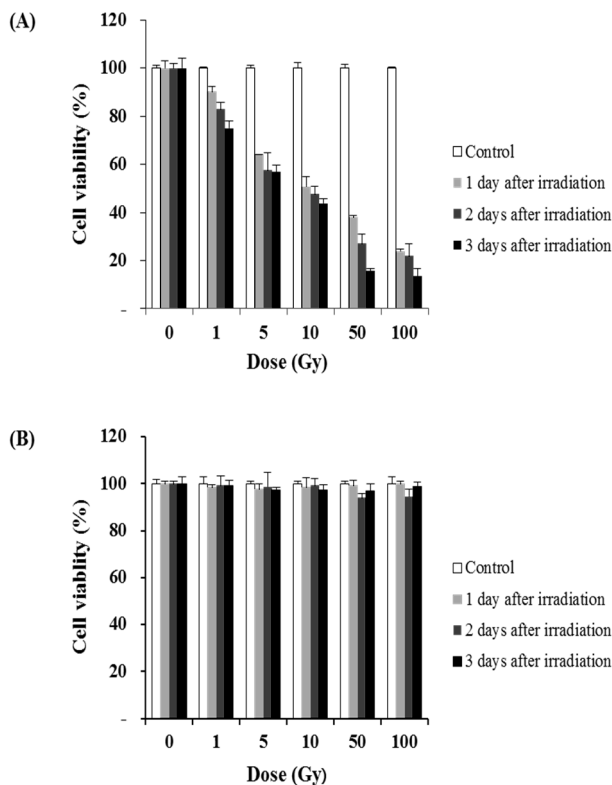 (A)
120
100
80
60
40
20
-
Cell viability (%)
0 1 5 10 50 100
Dose (Gy)
Control
1 day after irradiation
2 days after irradiation
3 days after irradiation
(B)
120
100
80
60
40
20
-
Cell viablity (%)
0 1 5 10 50 100
Dose (Gy)
Control
1 day after irradiation
2 days after irradiation
3 days after irradiation